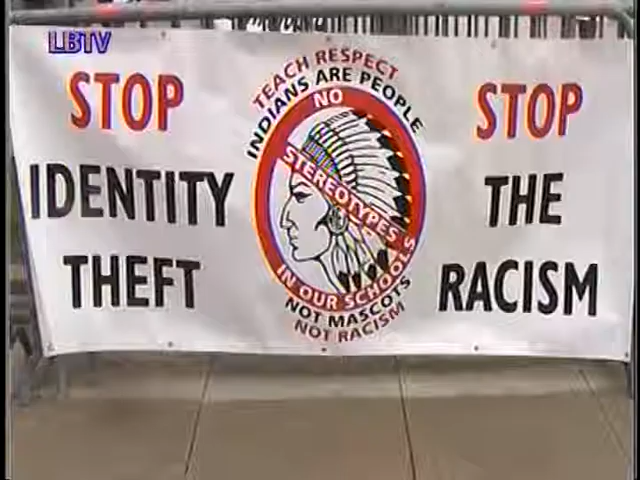 LBTV
STOP
IDENTITY
THEFT
TEACH RESPECT
INDIANS ARE PEOPLE
NO
STEREOTYPES
IN OUR SCHOOLS
NOT MASCOTS
NOT RACISM
STOP
THE
RACISM